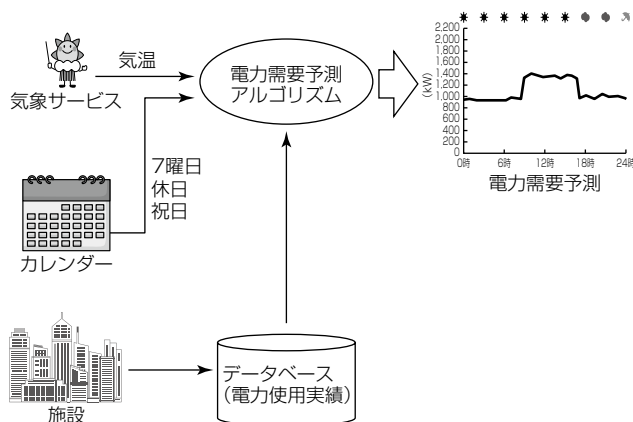 気温
気象サービス
電力需要予測
アルゴリズム
7曜日
休日
祝日
カレンダー
施設
データベース
（電力使用実績）
(kW)
2,200
2,000
1,800
1,600
1,400
1,200
1,000
800
600
400
200
0
0時 6時 12時 18時 24時
電力需要予測